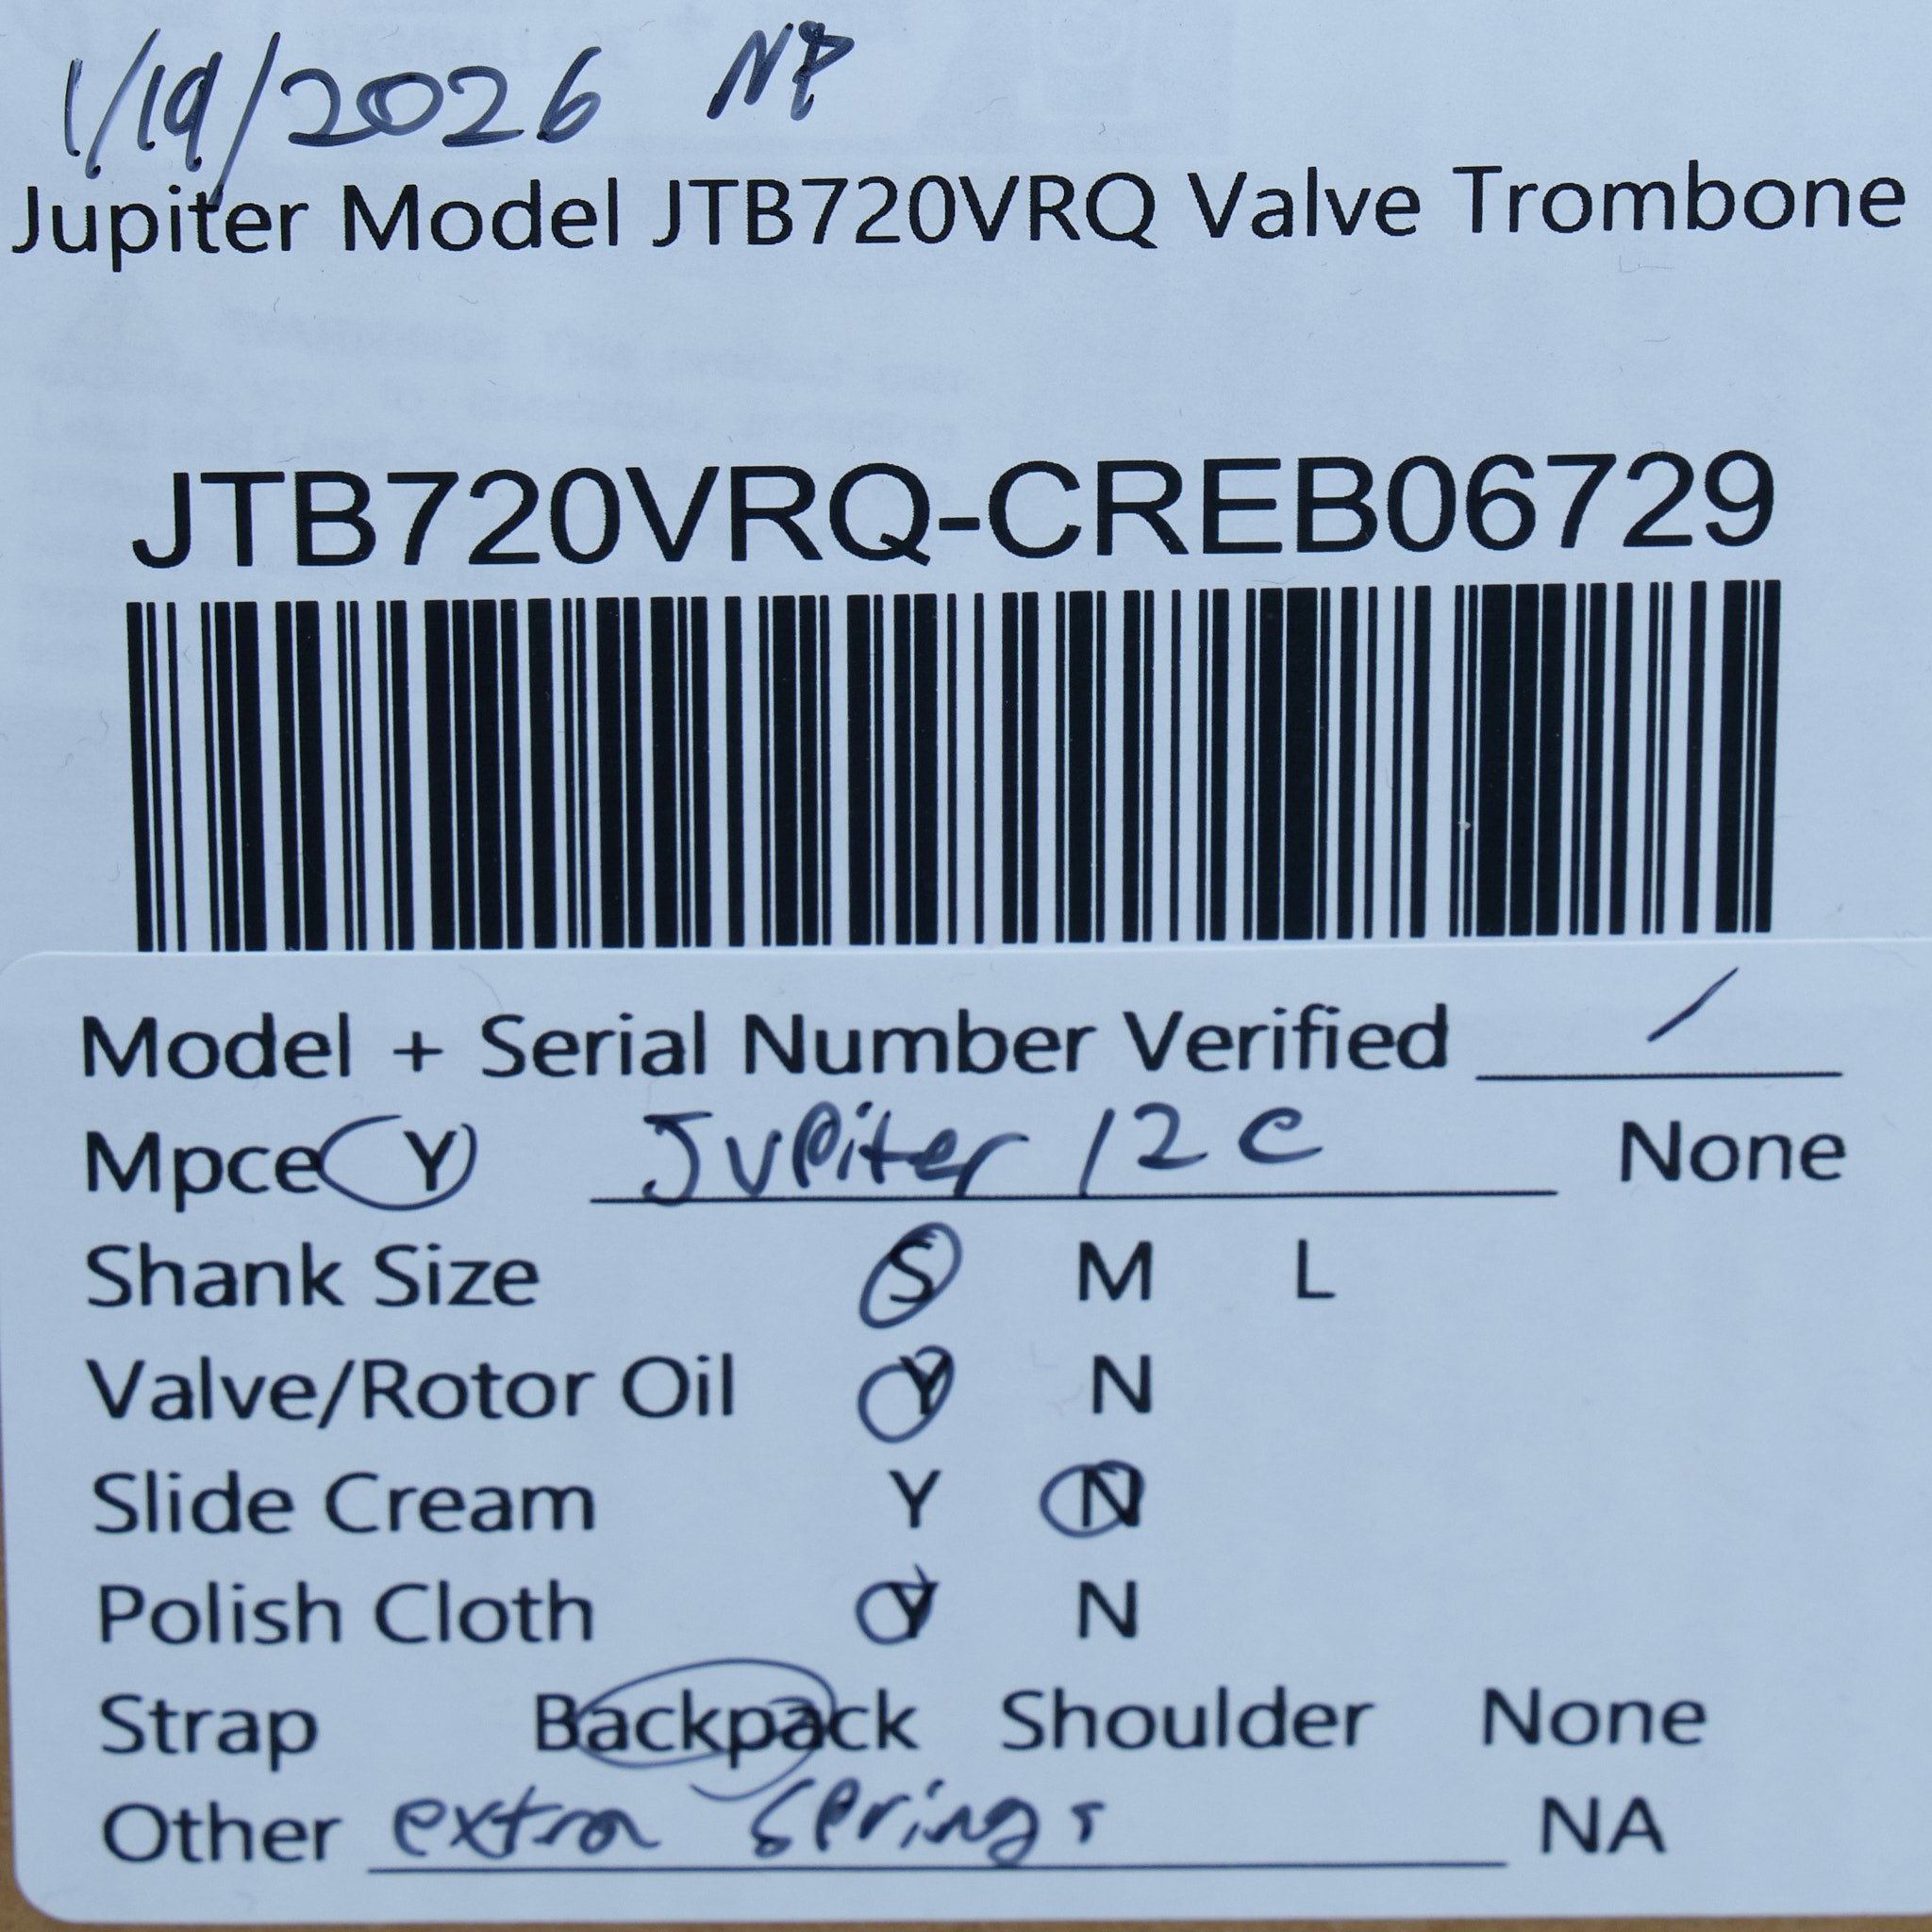 1/19/2026 NP
Jupiter Model JTB720VRQ Valve Trombone
JTB720VRQ-CREB06729
Model + Serial Number Verified /
Mpce Y Jupiter 12C None
Shank Size S M L
Valve/Rotor Oil Y N
Slide Cream Y N
Polish Cloth Y N
Strap Backpack Shoulder None
Other extra springs NA